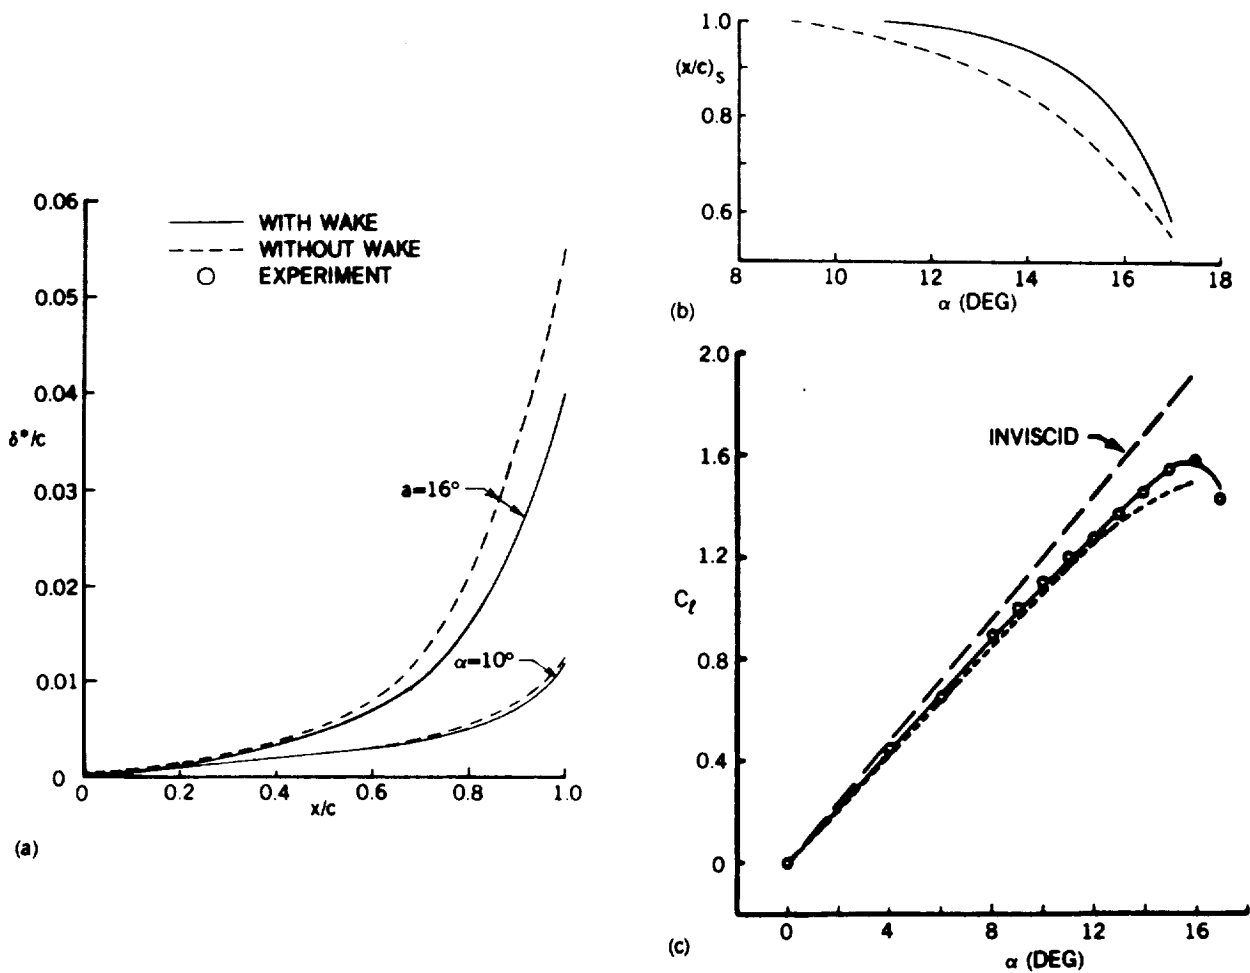 0.06
0.05
0.04
δ*/c
0.03
0.02
0.01
0
WITH WAKE
WITHOUT WAKE
EXPERIMENT
a=16°
α=10°
0 0.2 0.4 0.6 0.8 1.0
x/c
(a)
1.0
(x/c)s
0.8
0.6
8 10 12 14 16 18
α (DEG)
(b)
2.0
1.6
1.2
Cℓ
0.8
0.4
0
INVISCID
0 4 8 12 16
α (DEG)
(c)